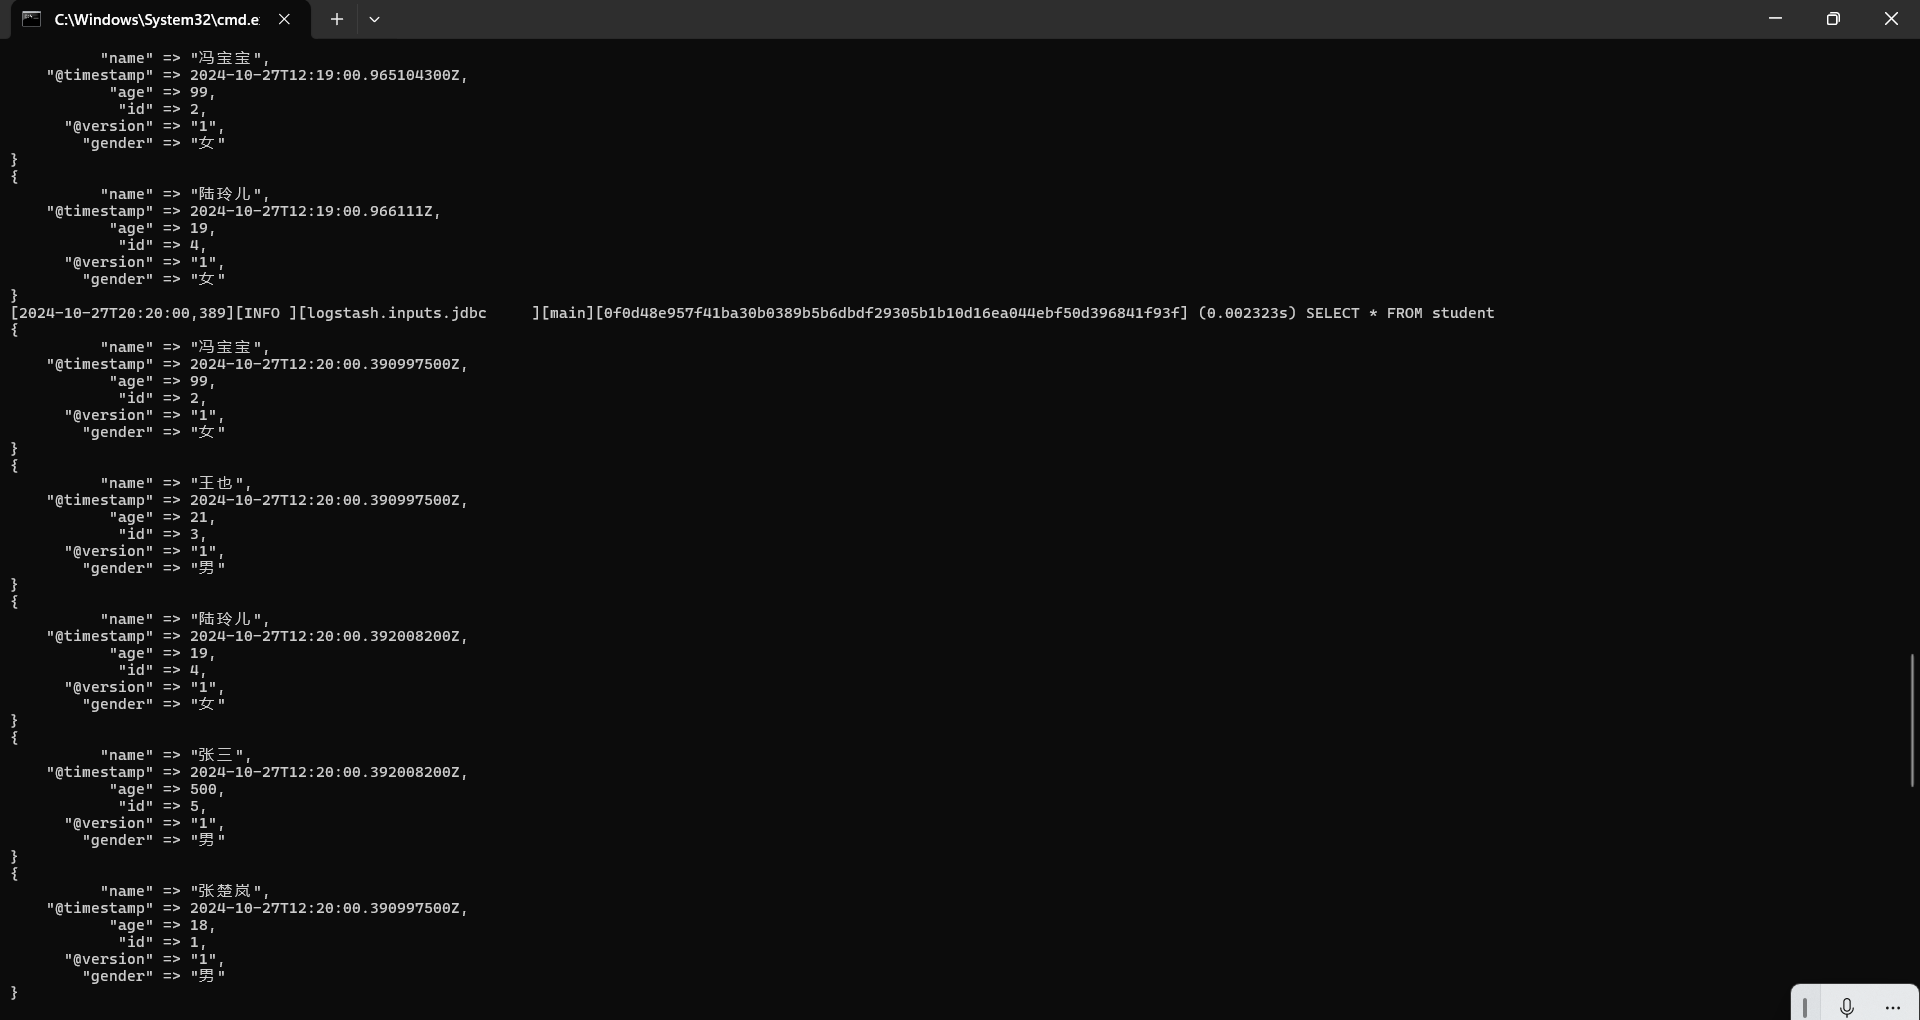 C:\Windows\System32\cmd.e
"name" => "冯宝宝",
"@timestamp" => 2024-10-27T12:19:00.965104300Z,
"age" => 99,
"id" => 2,
"@version" => "1",
"gender" => "女"
}
{
"name" => "陆玲儿",
"@timestamp" => 2024-10-27T12:19:00.966111Z,
"age" => 19,
"id" => 4,
"@version" => "1",
"gender" => "女"
}
[2024-10-27T20:20:00,389][INFO ][logstash.inputs.jdbc     ][main][0f0d48e957f41ba30b0389b5b6dbdf29305b1b10d16ea044ebf50d396841f93f] (0.002323s) SELECT * FROM student
{
"name" => "冯宝宝",
"@timestamp" => 2024-10-27T12:20:00.390997500Z,
"age" => 99,
"id" => 2,
"@version" => "1",
"gender" => "女"
}
{
"name" => "王也",
"@timestamp" => 2024-10-27T12:20:00.390997500Z,
"age" => 21,
"id" => 3,
"@version" => "1",
"gender" => "男"
}
{
"name" => "陆玲儿",
"@timestamp" => 2024-10-27T12:20:00.392008200Z,
"age" => 19,
"id" => 4,
"@version" => "1",
"gender" => "女"
}
{
"name" => "张三",
"@timestamp" => 2024-10-27T12:20:00.392008200Z,
"age" => 500,
"id" => 5,
"@version" => "1",
"gender" => "男"
}
{
"name" => "张楚岚",
"@timestamp" => 2024-10-27T12:20:00.390997500Z,
"age" => 18,
"id" => 1,
"@version" => "1",
"gender" => "男"
}